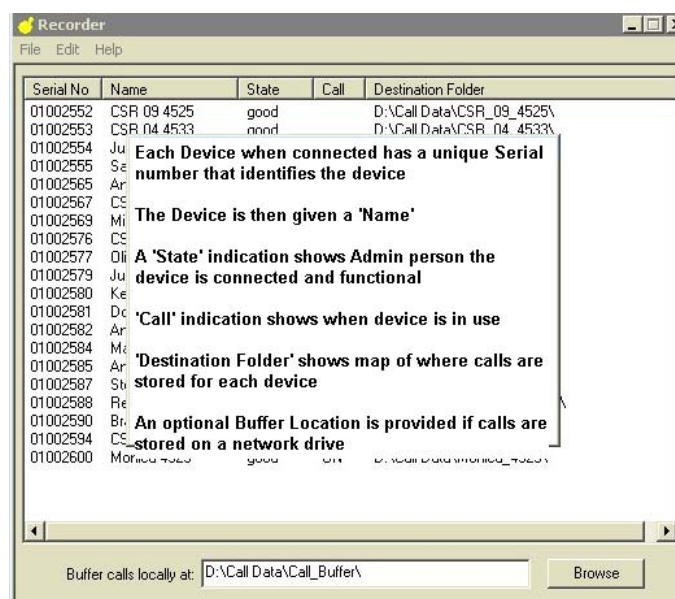 Recorder
File Edit Help
Serial No Name State Call Destination Folder
01002552 CSR 09 4525 good D:\Call Data\CSR_09_4525\
01002553 CSR 04 4533 good D:\Call Data\CSR_04_4533\
01002554
01002555
01002565
01002567
01002569
01002576
01002577
01002579
01002580
01002581
01002582
01002584
01002585
01002587
01002588
01002590
01002594
01002600 Monica 4525 good D:\Call Data\Monica_4525\
Each Device when connected has a unique Serial
number that identifies the device
The Device is then given a 'Name'
A 'State' indication shows Admin person the
device is connected and functional
'Call' indication shows when device is in use
'Destination Folder' shows map of where calls are
stored for each device
An optional Buffer Location is provided if calls are
stored on a network drive
Buffer calls locally at: D:\Call Data\Call_Buffer\ Browse